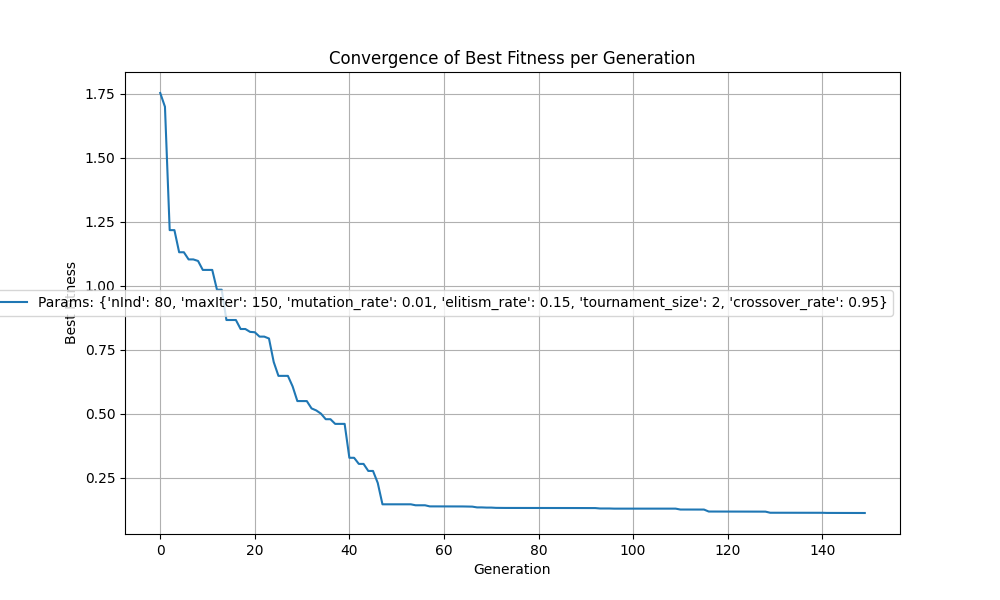 Convergence of Best Fitness per Generation
1.75
1.50
1.25
1.00
0.75
0.50
0.25
Best
Params: {'nInd': 80, 'maxIter': 150, 'mutation_rate': 0.01, 'elitism_rate': 0.15, 'tournament_size': 2, 'crossover_rate': 0.95}
0 20 40 60 80 100 120 140
Generation